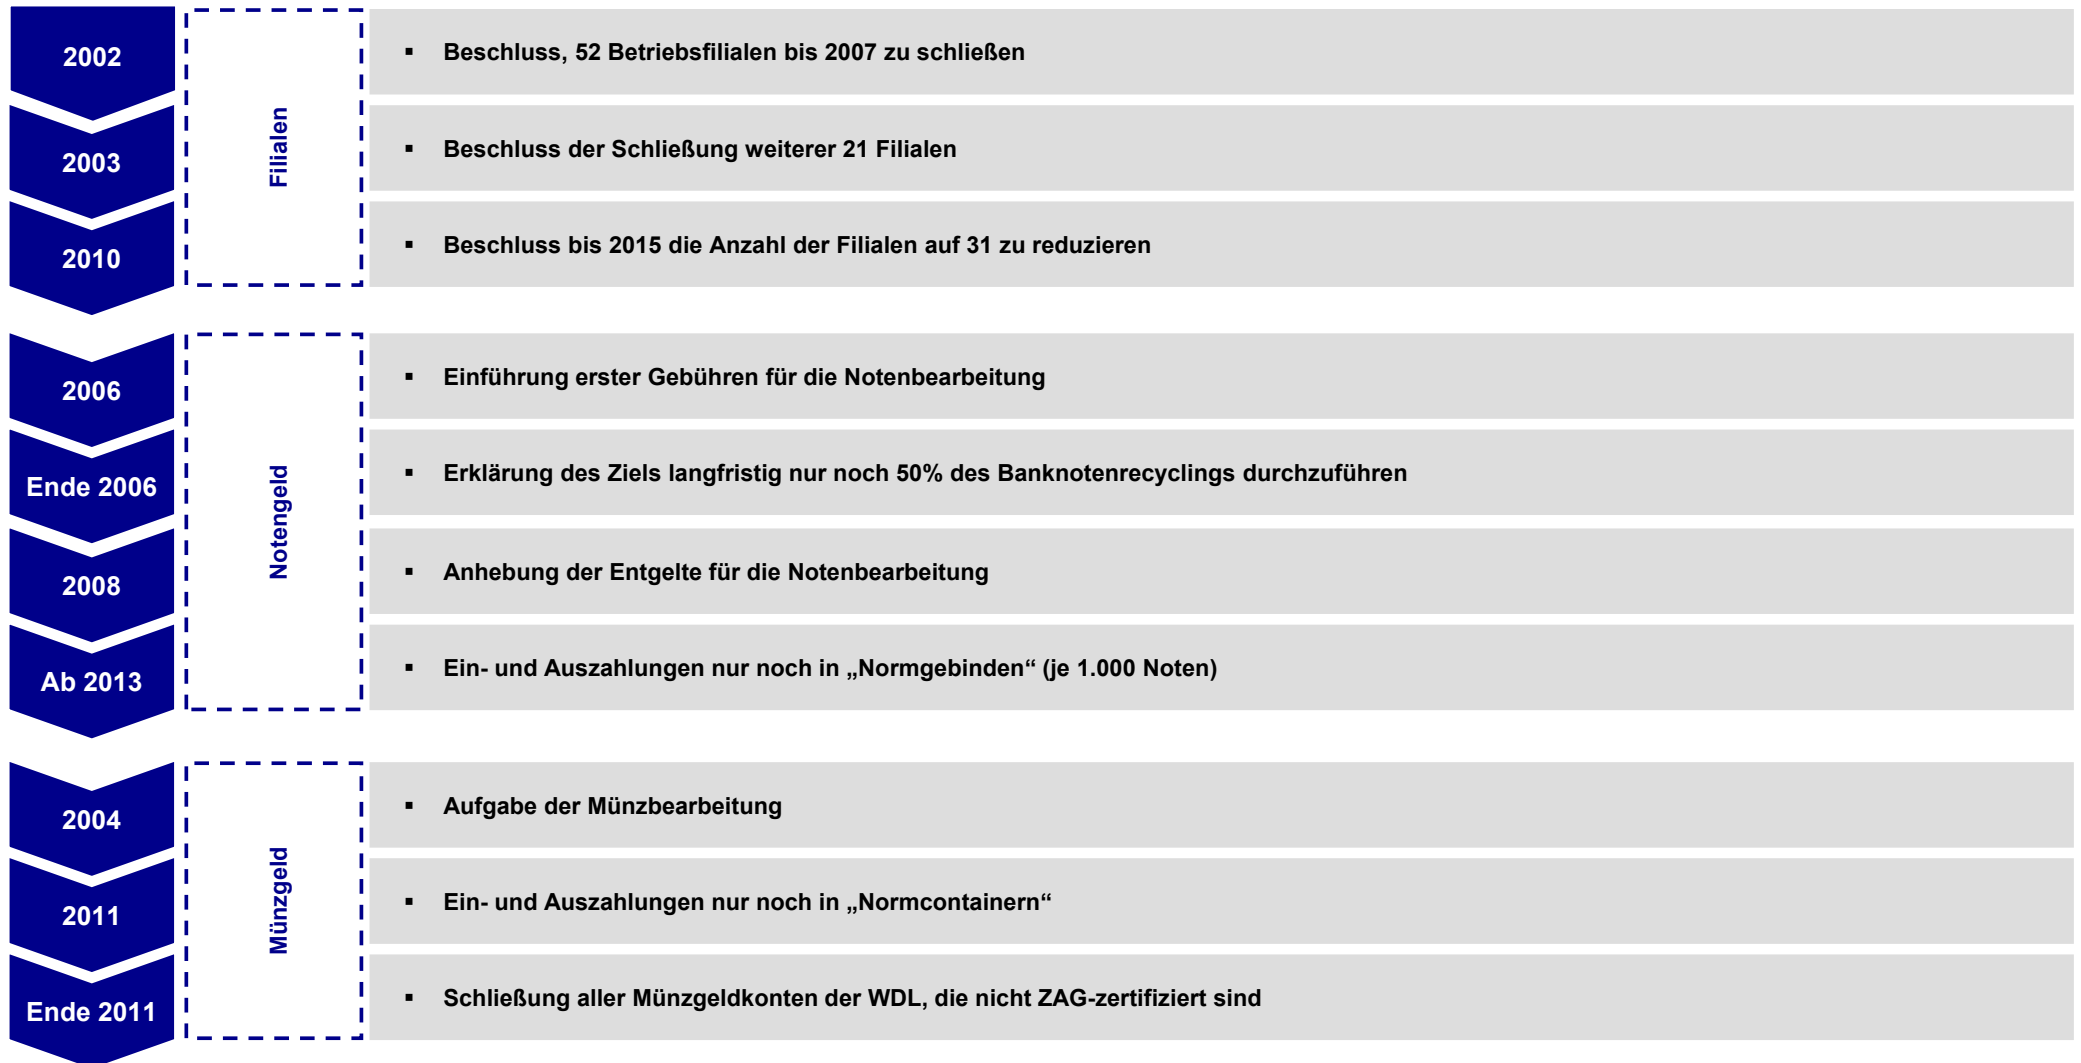 2002
Filialen
▪ Beschluss, 52 Betriebsfilialen bis 2007 zu schließen
2003
▪ Beschluss der Schließung weiterer 21 Filialen
2010
▪ Beschluss bis 2015 die Anzahl der Filialen auf 31 zu reduzieren
2006
Notengeld
▪ Einführung erster Gebühren für die Notenbearbeitung
Ende 2006
▪ Erklärung des Ziels langfristig nur noch 50% des Banknotenrecyclings durchzuführen
2008
▪ Anhebung der Entgelte für die Notenbearbeitung
Ab 2013
▪ Ein- und Auszahlungen nur noch in „Normgebinden“ (je 1.000 Noten)
2004
Münzgeld
▪ Aufgabe der Münzbearbeitung
2011
▪ Ein- und Auszahlungen nur noch in „Normcontainern“
Ende 2011
▪ Schließung aller Münzgeldkonten der WDL, die nicht ZAG-zertifiziert sind